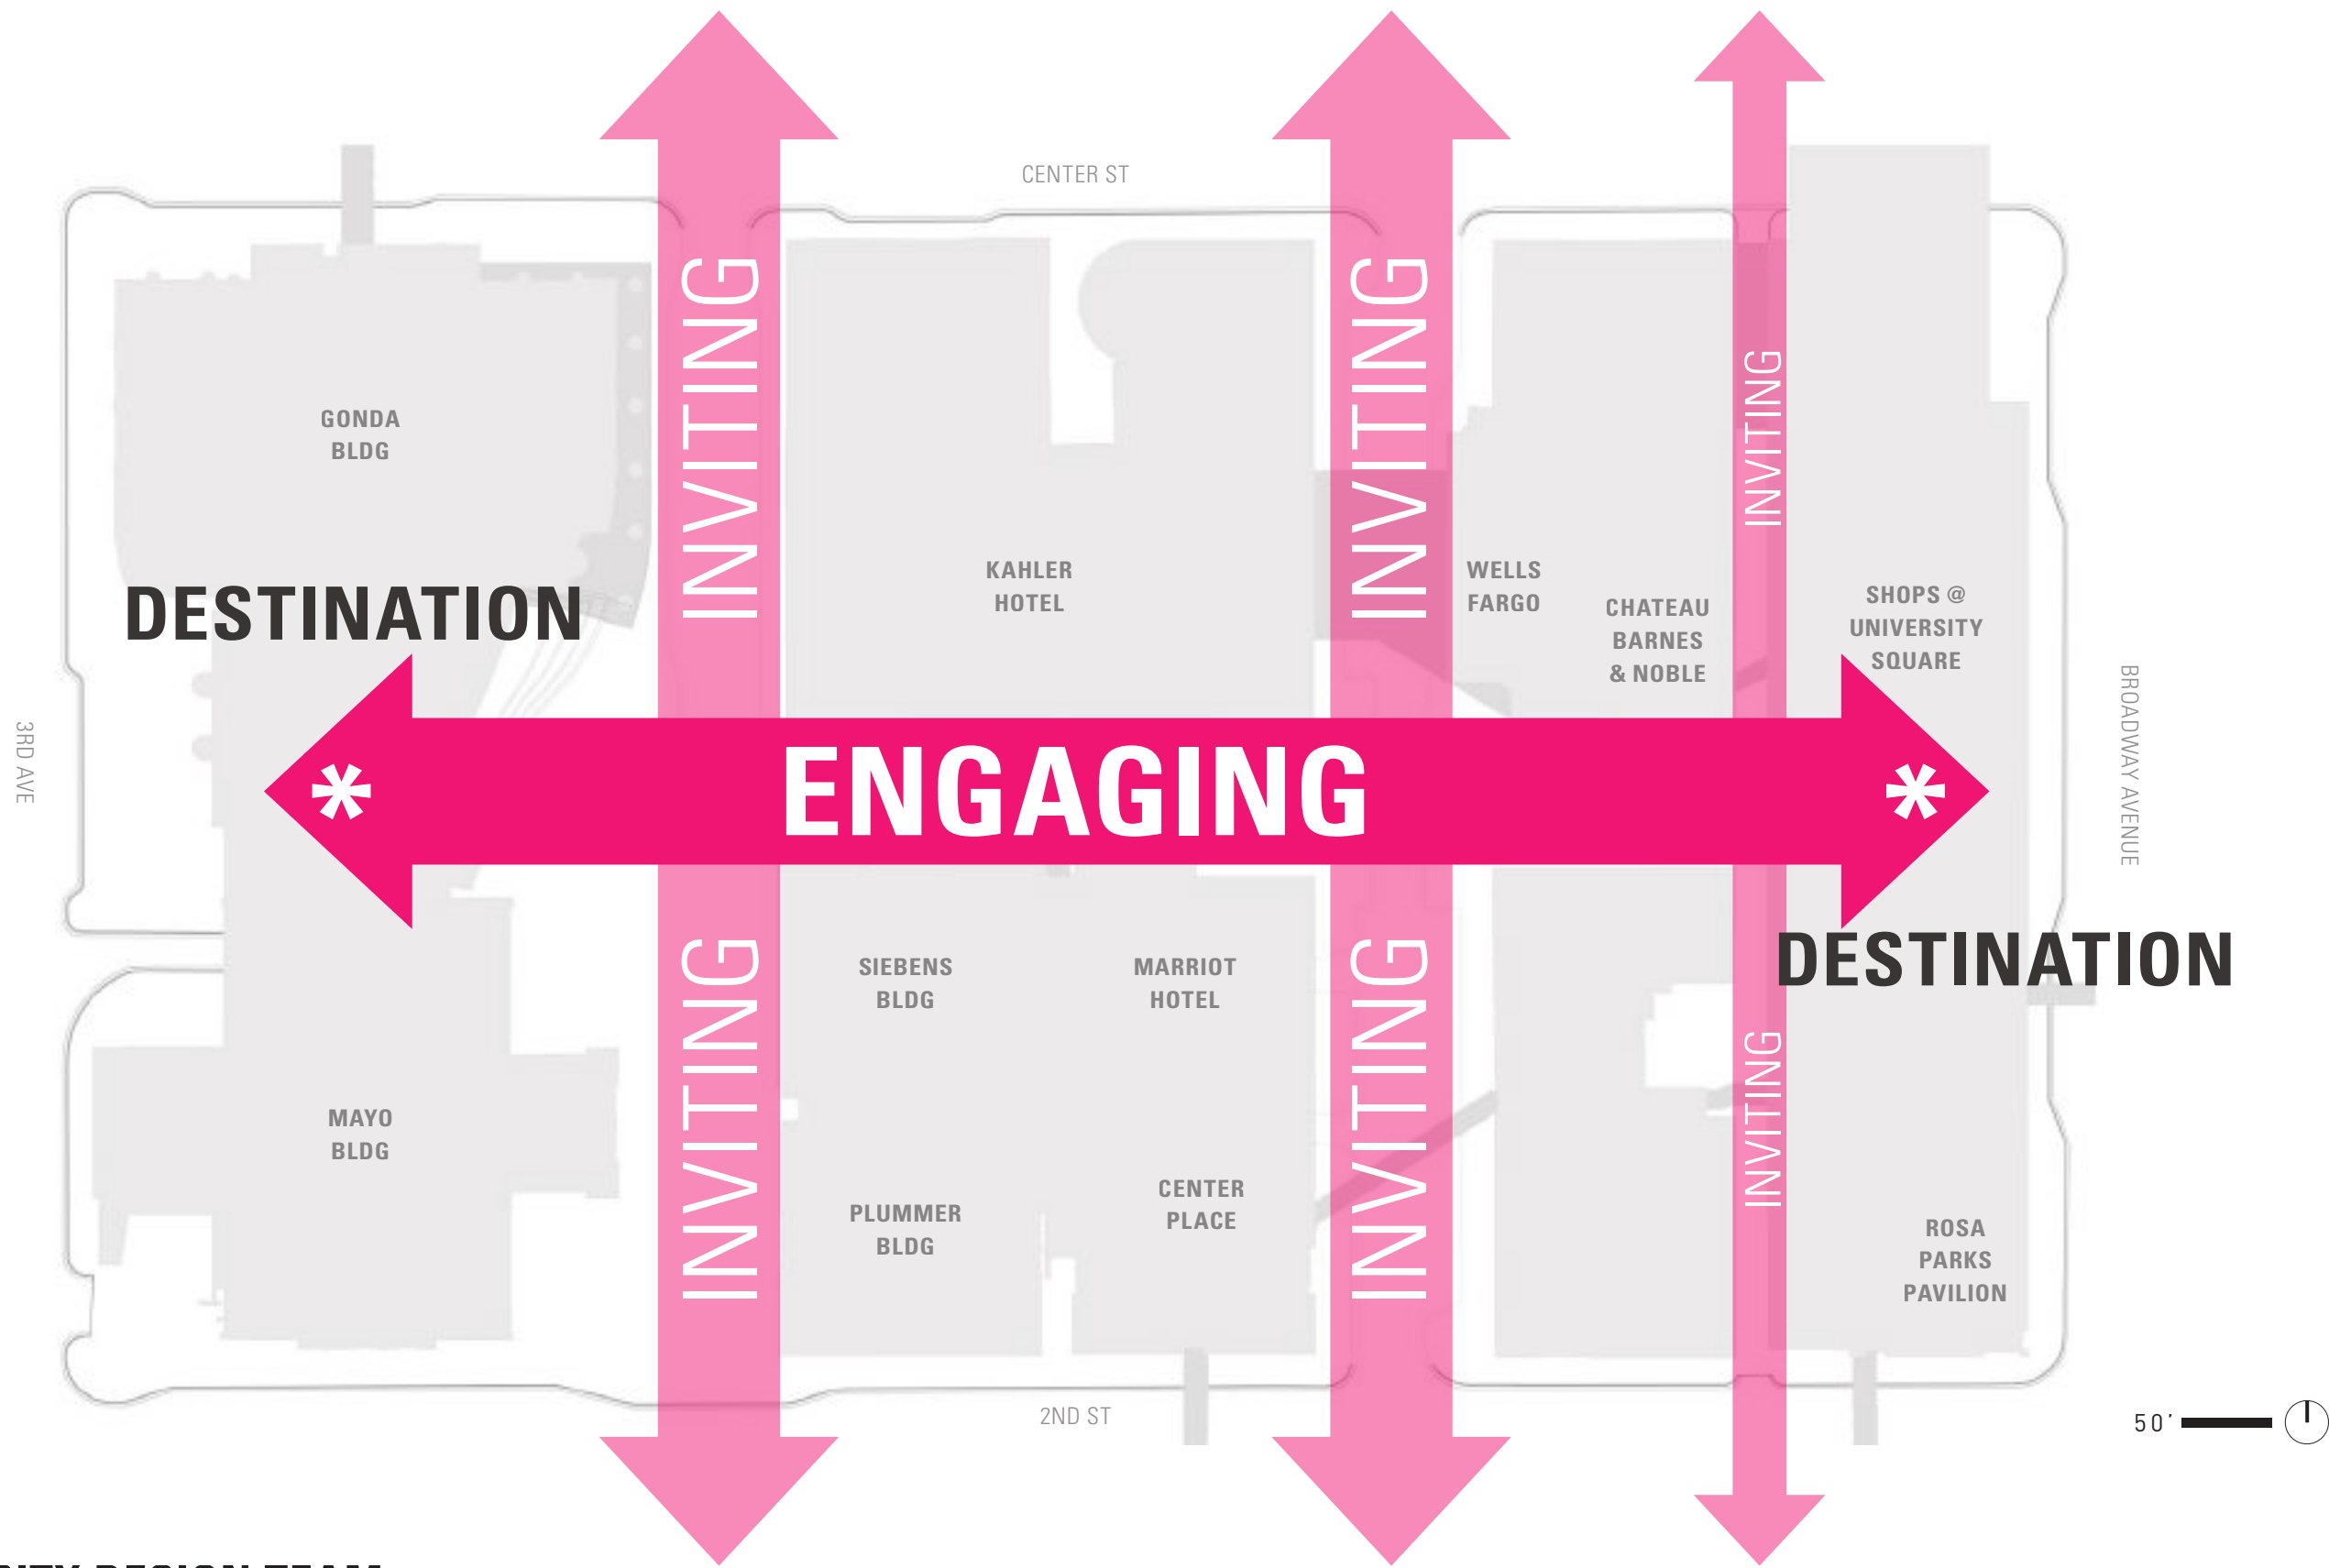 CENTER ST
INVITING
INVITING
INVITING
GONDA
BLDG
KAHLER
HOTEL
WELLS
FARGO
CHATEAU
BARNES
& NOBLE
SHOPS @
UNIVERSITY
SQUARE
DESTINATION
3RD AVE
* ENGAGING *
BROADWAY AVENUE
DESTINATION
INVITING
INVITING
INVITING
SIEBENS
BLDG
MARRIOT
HOTEL
MAYO
BLDG
PLUMMER
BLDG
CENTER
PLACE
ROSA
PARKS
PAVILION
2ND ST
50'
DESIGN TEAM